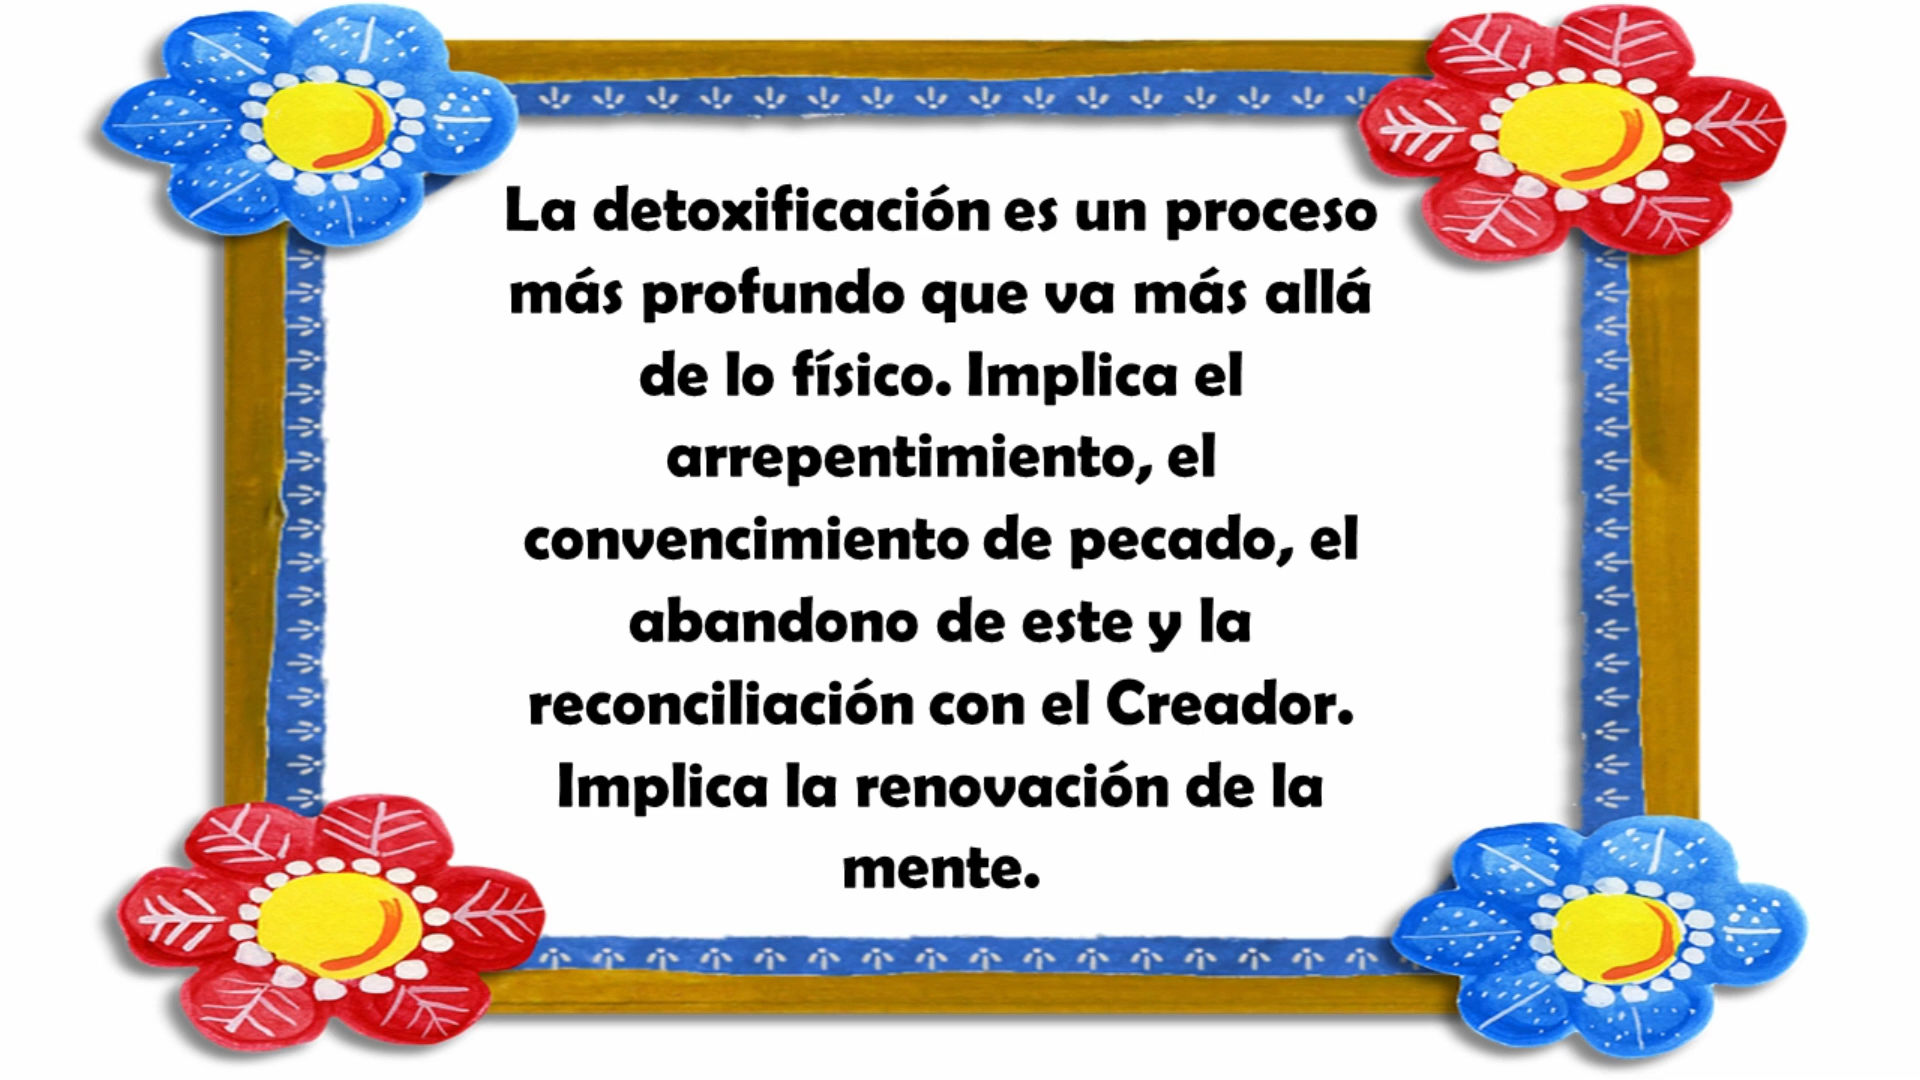 La detoxificación es un proceso
más profundo que va más allá
de lo físico. Implica el
arrepentimiento, el
convencimiento de pecado, el
abandono de este y la
reconciliación con el Creador.
Implica la renovación de la
mente.